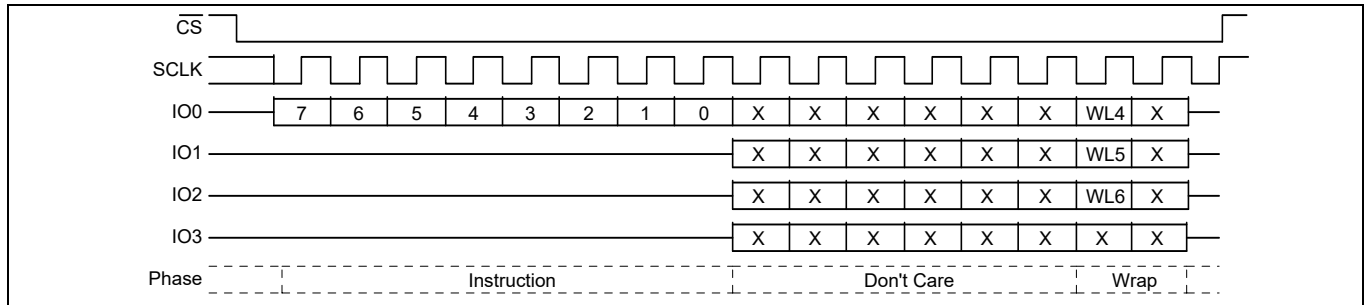 CS
SCLK
IO0 7 6 5 4 3 2 1 0 X X X X X X WL4 X
IO1 X X X X X X WL5 X
IO2 X X X X X X WL6 X
IO3 X X X X X X X X
Phase Instruction Don't Care Wrap